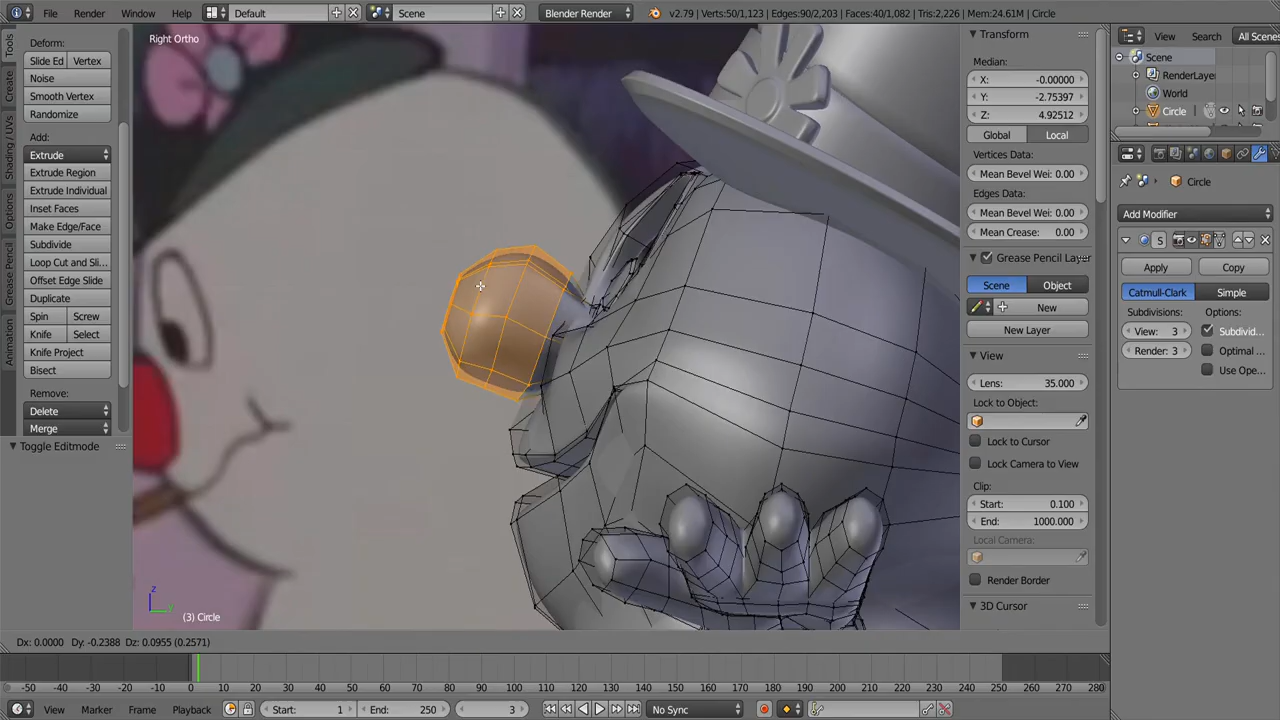 File Render Window Help Default Scene Blender Render v2.79 | Verts:50/1,123 | Edges:90/2,203 | Faces:40/1,082 | Tris:2,226 | Mem:24.61M | Circle
Tools
Create
Shading / UVs
Options
Grease Pencil
Animation
Deform:
Slide Ed Vertex
Noise
Smooth Vertex
Randomize
Add:
Extrude
Extrude Region
Extrude Individual
Inset Faces
Make Edge/Face
Subdivide
Loop Cut and Sli...
Offset Edge Slide
Duplicate
Spin Screw
Knife Select
Knife Project
Bisect
Remove:
Delete
Merge
Toggle Editmode
Right Ortho
z
(3) Circle
Transform
Median:
X: -0.00000
Y: -2.75397
Z: 4.92512
Global Local
Vertices Data:
Mean Bevel Wei: 0.00
Edges Data:
Mean Bevel Wei: 0.00
Mean Crease: 0.00
Grease Pencil Laye
Scene Object
New
New Layer
View
Lens: 35.000
Lock to Object:
Lock to Cursor
Lock Camera to View
Clip:
Start: 0.100
End: 1000.000
Local Camera:
Render Border
3D Cursor
View Search All Scenes
Scene
RenderLayer
World
Circle
Circle
Add Modifier
S
Apply Copy
Catmull-Clark Simple
Subdivisions: Options:
View: 3 Subdivid...
Render: 3 Optimal ...
Use Ope...
Dx: 0.0000 Dy: -0.2388 Dz: 0.0955 (0.2571)
-50 -40 -30 -20 -10 0 10 20 30 40 50 60 70 80 90 100 110 120 130 140 150 160 170 180 190 200 210 220 230 240 250 260 270 280
View Marker Frame Playback Start: 1 End: 250 3 No Sync